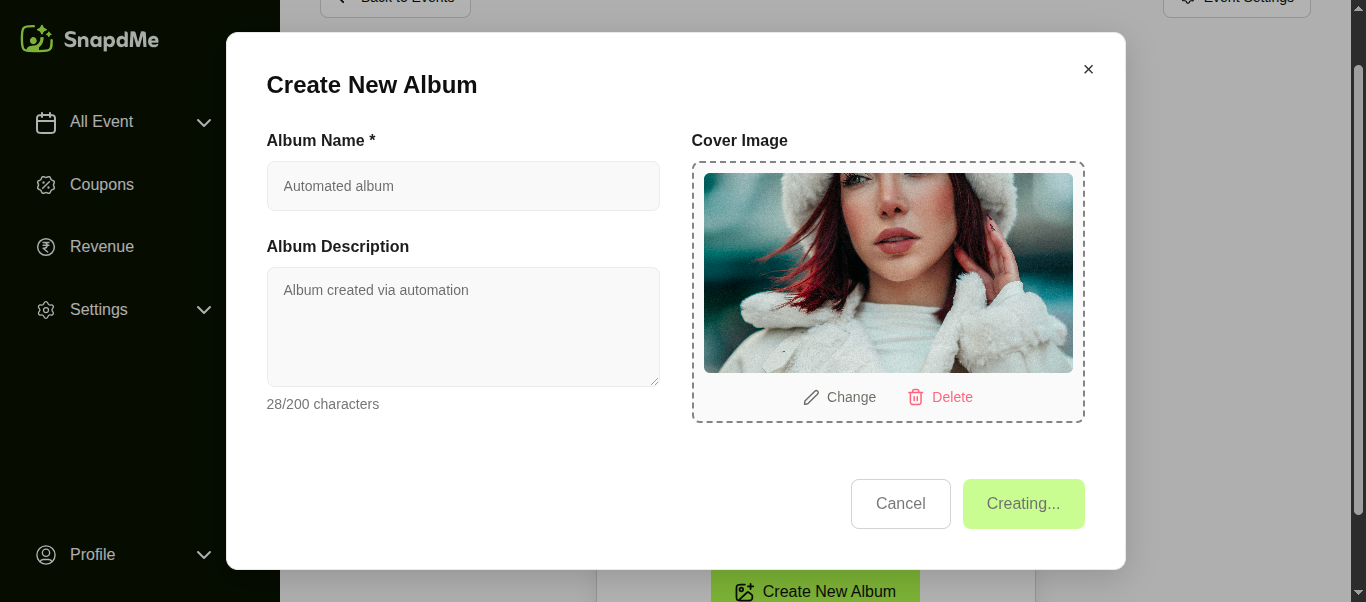 Back to Events
Event Settings
SnapdMe
Create New Album
×
All Event
Album Name *
Cover Image
Coupons
Automated album
Revenue
Album Description
Album created via automation
Settings
Change
Delete
28/200 characters
Cancel
Creating...
Profile
Create New Album